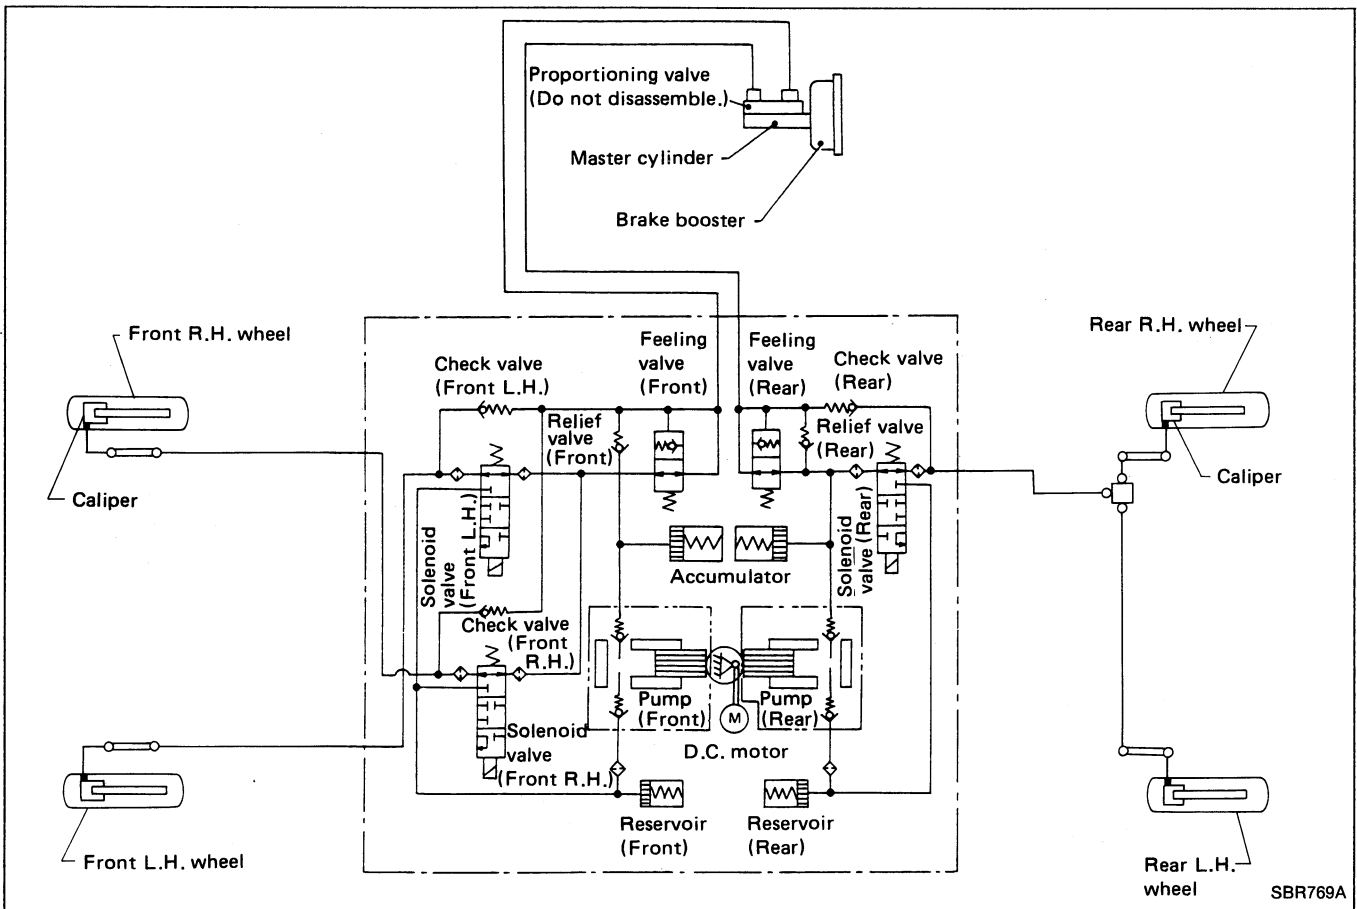 Proportioning valve
(Do not disassemble.)
Master cylinder
Brake booster
Front R.H. wheel
Rear R.H. wheel
Check valve
(Front L.H.)
Feeling
valve
(Front)
Feeling
valve
(Rear)
Check valve
(Rear)
Relief
valve
(Front)
Relief valve
(Rear)
Caliper
Caliper
Solenoid
valve
(Front L.H.)
Accumulator
Solenoid
valve (Rear)
Check valve
(Front
R.H.)
Pump
(Front)
M
Pump
(Rear)
D.C. motor
Solenoid
valve
(Front R.H.)
Reservoir
(Front)
Reservoir
(Rear)
Front L.H. wheel
Rear L.H.
wheel
SBR769A